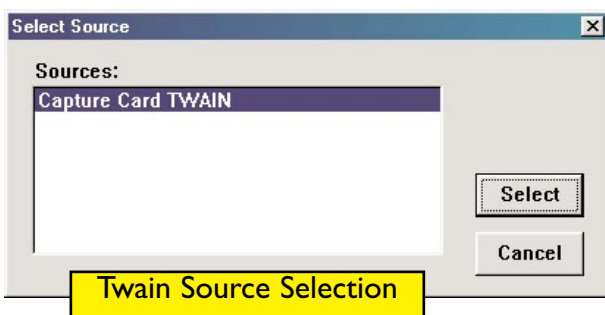 Select Source
Sources:
Capture Card TWAIN
Select
Cancel
Twain Source Selection